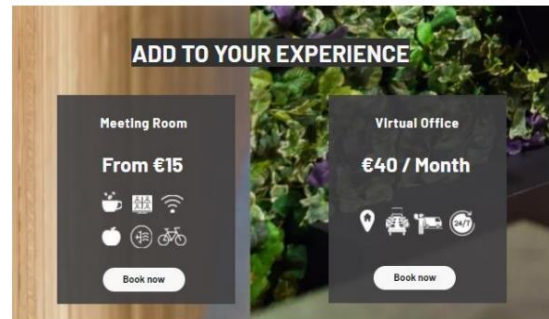 ADD TO YOUR EXPERIENCE
Meeting Room
From €15
Book now
Virtual Office
€40 / Month
24/7
Book now